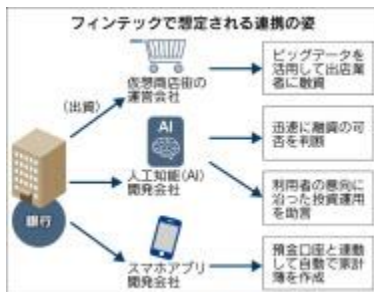 フィンテックで想定される連携の姿
(出資)
銀行
仮想商店街の
運営会社
ビッグデータを
活用して出店業
者に融資
AI
人工知能(AI)
開発会社
迅速に融資の可
否を判断
利用者の意向に
沿った投資運用
を助言
スマホアプリ
開発会社
預金口座と連動
して自動で家計
簿を作成